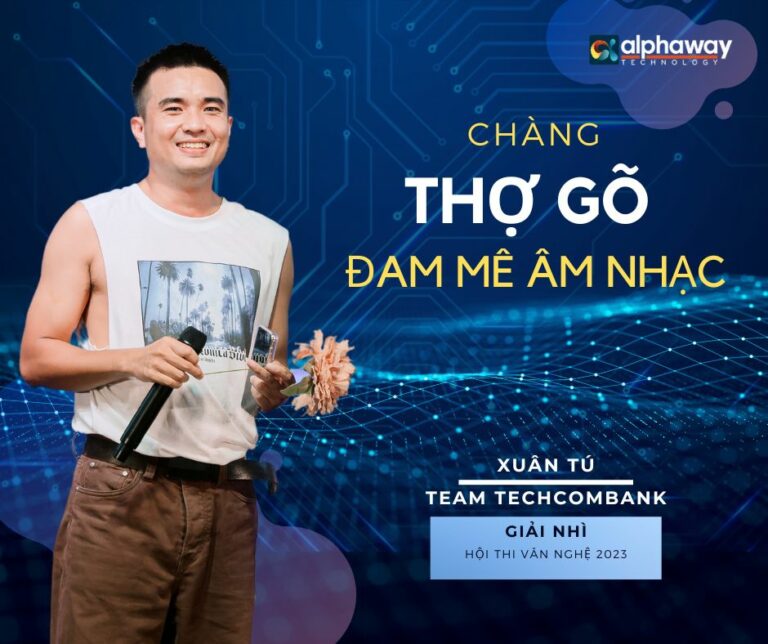 alphaway
TECHNOLOGY
CHÀNG
THỢ GÕ
ĐAM MÊ ÂM NHẠC
XUÂN TÚ
TEAM TECHCOMBANK
GIẢI NHÌ
HỘI THI VĂN NGHỆ 2023